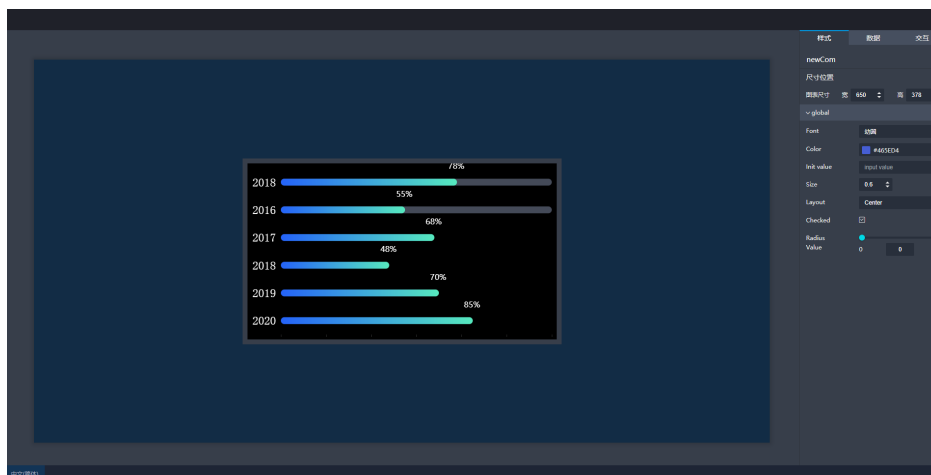 样式 数据 交互
newCom
尺寸位置
图表尺寸 宽 650 高 378
global
Font 幼圆
Color #465ED4
Init value input value
Size 0.6
Layout Center
Checked
Radius
Value 0 0
78%
2018
55%
2016
68%
2017
48%
2018
70%
2019
85%
2020